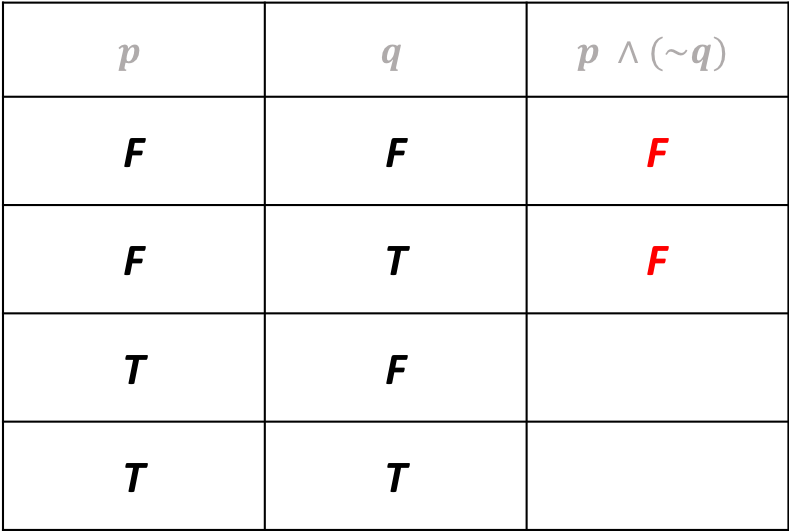 p q p ∧ (~q)
F F F
F T F
T F
T T